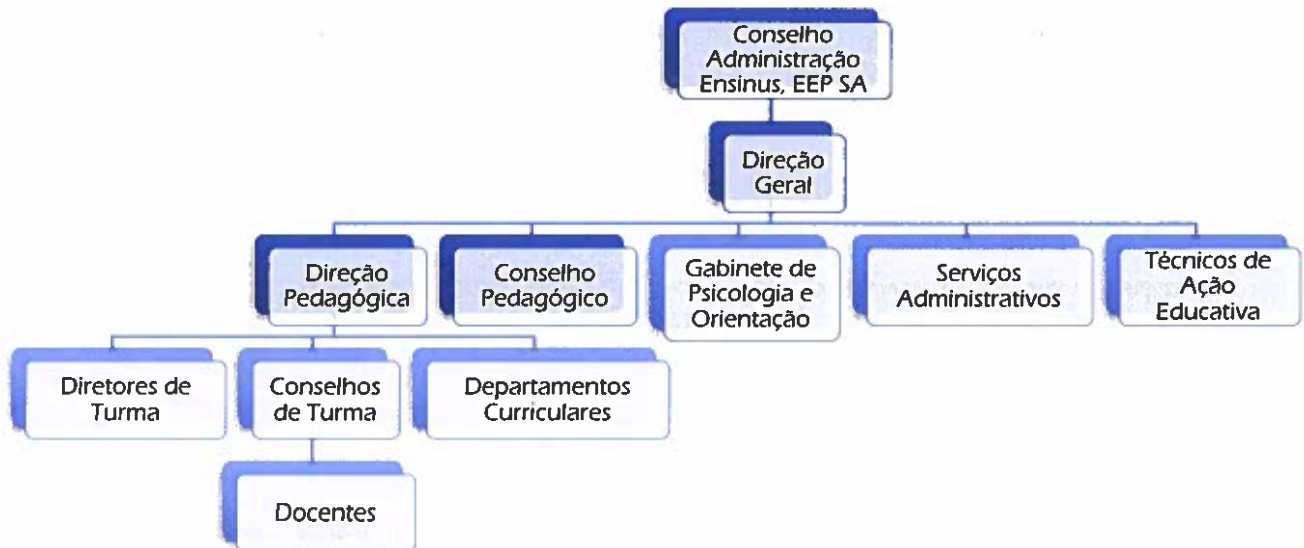 Conselho
Administração
Ensinus, EEP SA
Direção
Geral
Direção
Pedagógica
Conselho
Pedagógico
Gabinete de
Psicologia e
Orientação
Serviços
Administrativos
Técnicos de
Ação
Educativa
Diretores de
Turma
Conselhos
de Turma
Departamentos
Curriculares
Docentes